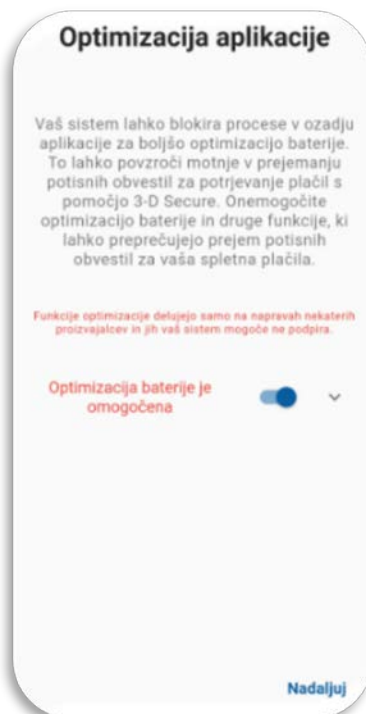 Optimizacija aplikacije
Vaš sistem lahko blokira procese v ozadju
aplikacije za boljšo optimizacijo baterije.
To lahko povzroči motnje v prejemanju
potisnih obvestil za potrjevanje plačil s
pomočjo 3-D Secure. Onemogočite
optimizacijo baterije in druge funkcije, ki
lahko preprečujejo prejem potisnih
obvestil za vaša spletna plačila.
Funkcije optimizacije delujejo samo na napravah nekaterih
proizvajalcev in jih vaš sistem mogoče ne podpira.
Optimizacija baterije je
omogočena
Nadaljuj